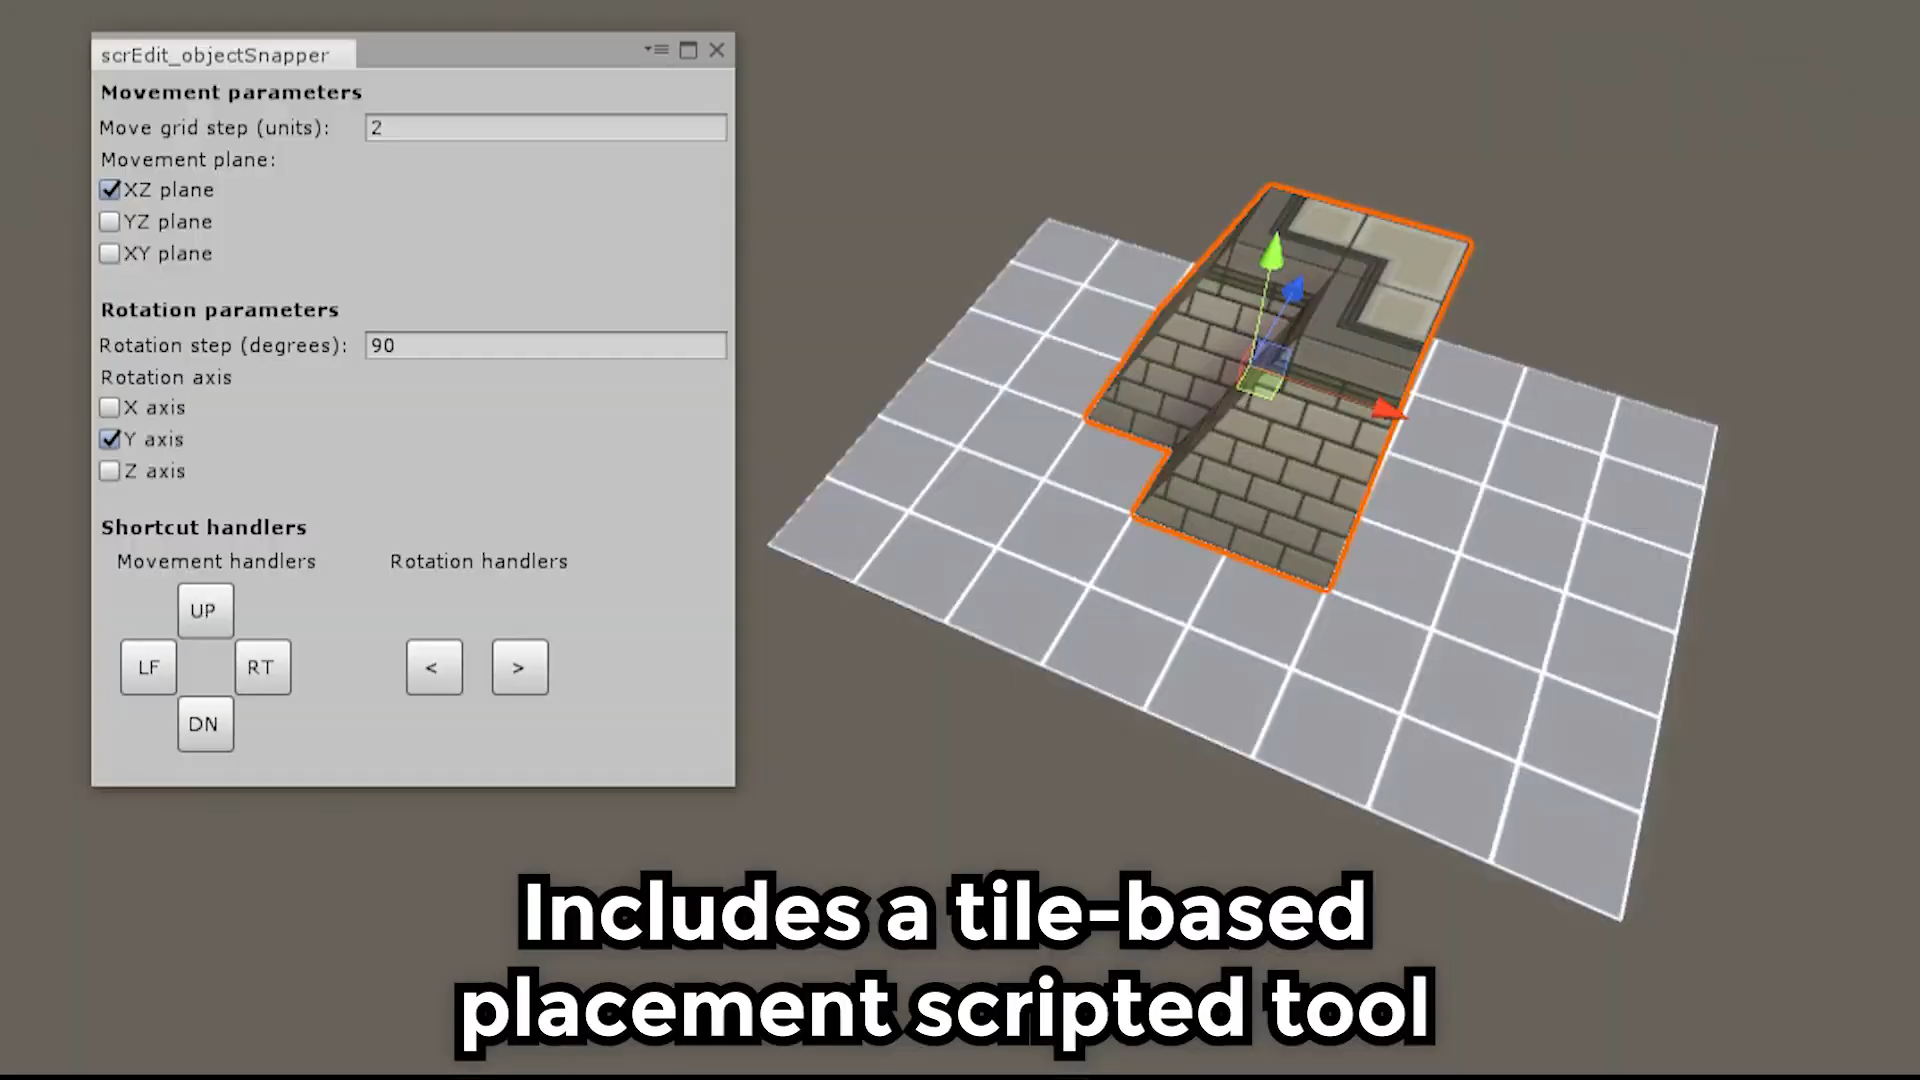 scrEdit_objectSnapper
Movement parameters
Move grid step (units): 2
Movement plane:
XZ plane
YZ plane
XY plane
Rotation parameters
Rotation step (degrees): 90
Rotation axis
X axis
Y axis
Z axis
Shortcut handlers
Movement handlers Rotation handlers
UP
LF RT < >
DN
Includes a tile-based
placement scripted tool